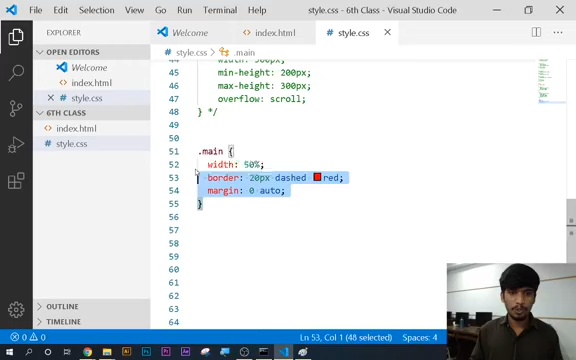 File Edit Selection View Go Run Terminal Help style.css - 6th Class - Visual Studio Code
EXPLORER
OPEN EDITORS
Welcome
index.html
style.css
6TH CLASS
index.html
style.css
OUTLINE
TIMELINE
Welcome index.html style.css
style.css > .main
45 min-height: 200px;
46 max-height: 300px;
47 overflow: scroll;
48 } */
49
50
51 .main {
52 width: 50%;
53 border: 20px dashed red;
54 margin: 0 auto;
55 }
56
57
58
59
60
61
62
63
64
0 0 Ln 53, Col 1 (48 selected) Spaces: 4